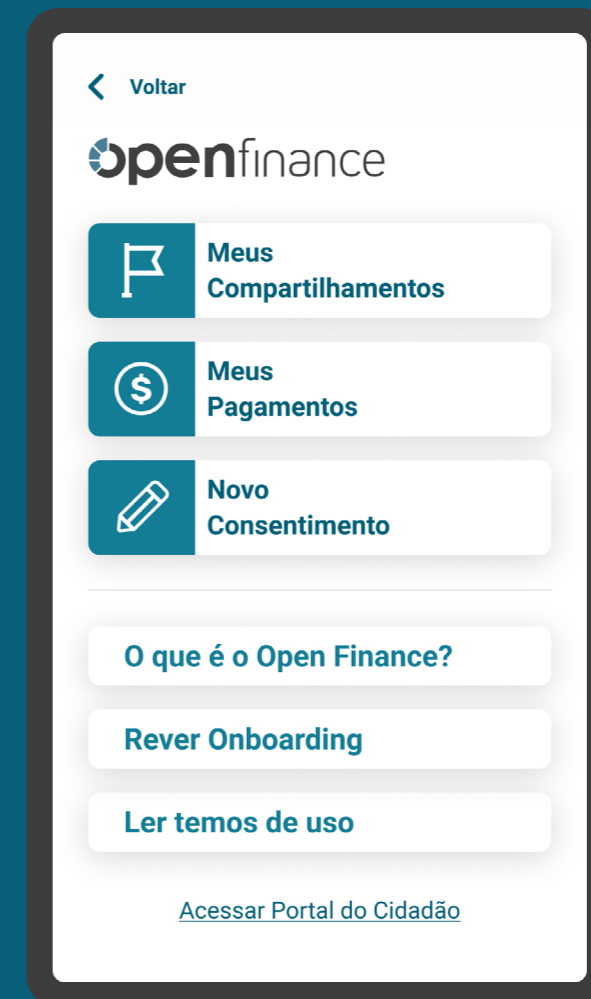 Voltar
openfinance
Meus
Compartilhamentos
$
Meus
Pagamentos
Novo
Consentimento
O que é o Open Finance?
Rever Onboarding
Ler temos de uso
Acessar Portal do Cidadão